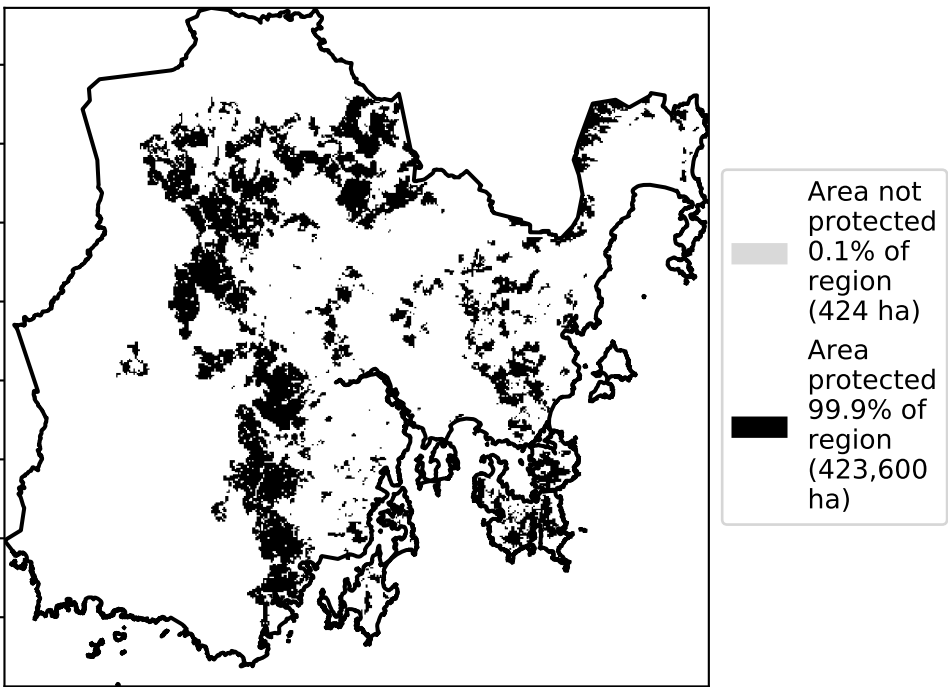 Area not
protected
0.1% of
region
(424 ha)
Area
protected
99.9% of
region
(423,600
ha)